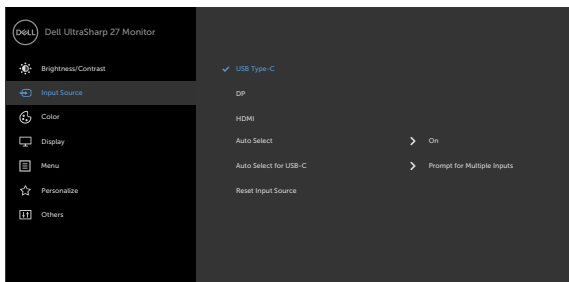 DELL Dell UltraSharp 27 Monitor
Brightness/Contrast
Input Source
Color
Display
Menu
Personalize
Others
USB Type-C
DP
HDMI
Auto Select On
Auto Select for USB-C Prompt for Multiple Inputs
Reset Input Source